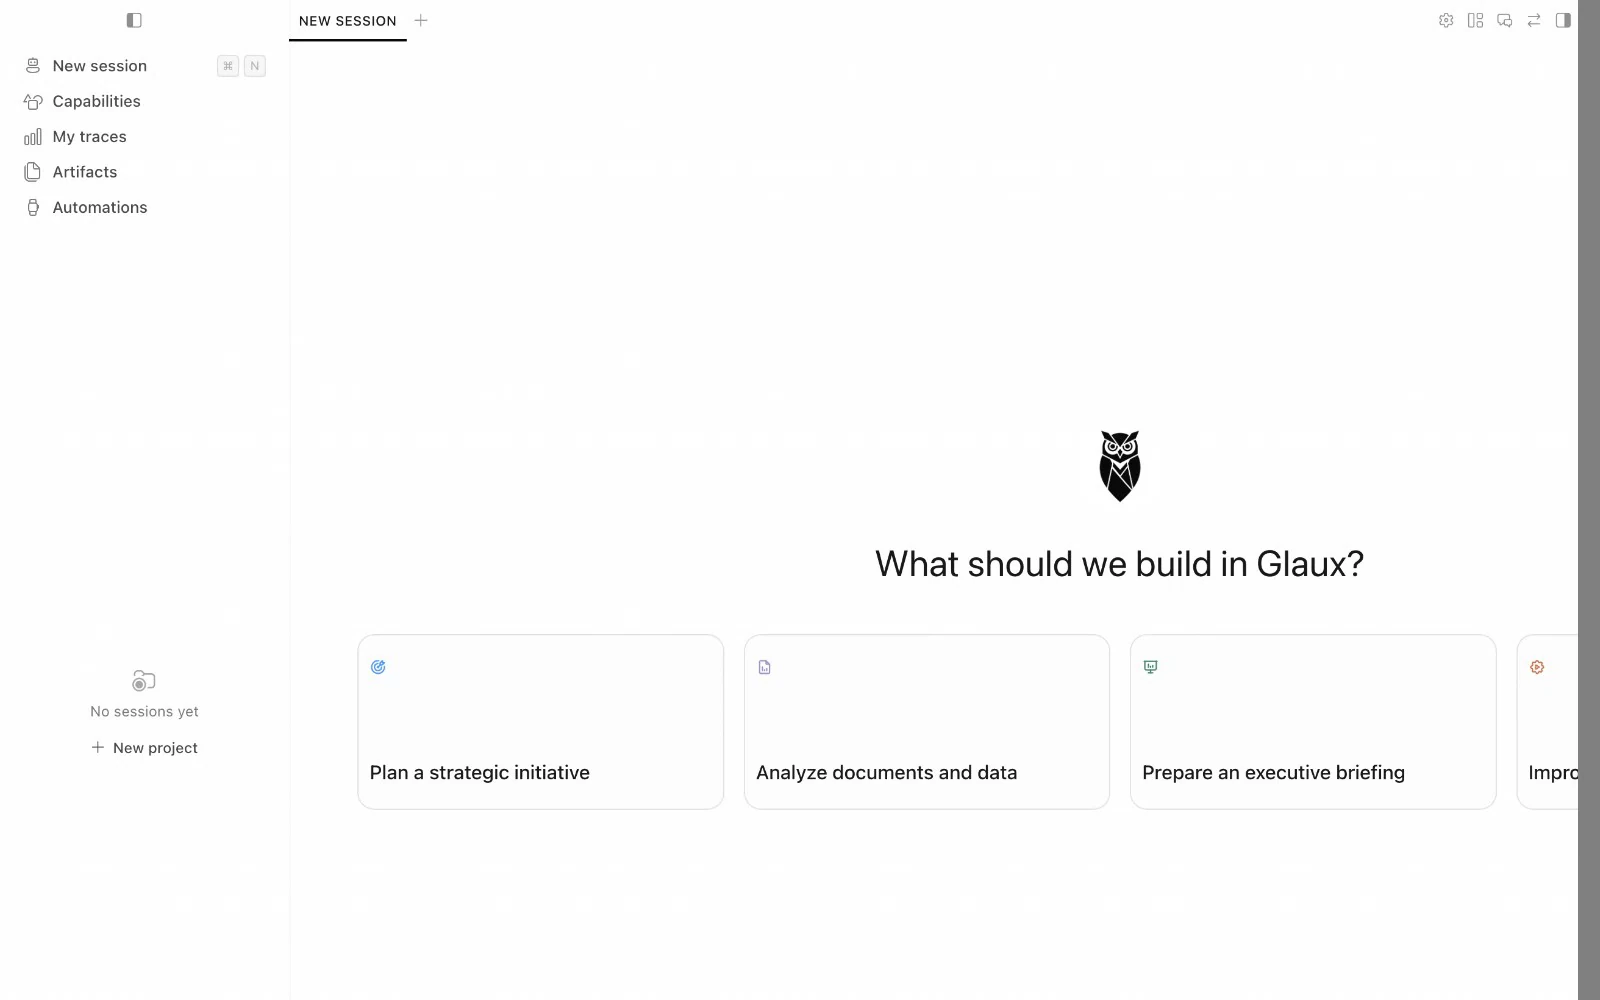 NEW SESSION
New session ⌘ N
Capabilities
My traces
Artifacts
Automations
What should we build in Glaux?
Plan a strategic initiative
Analyze documents and data
Prepare an executive briefing
No sessions yet
New project